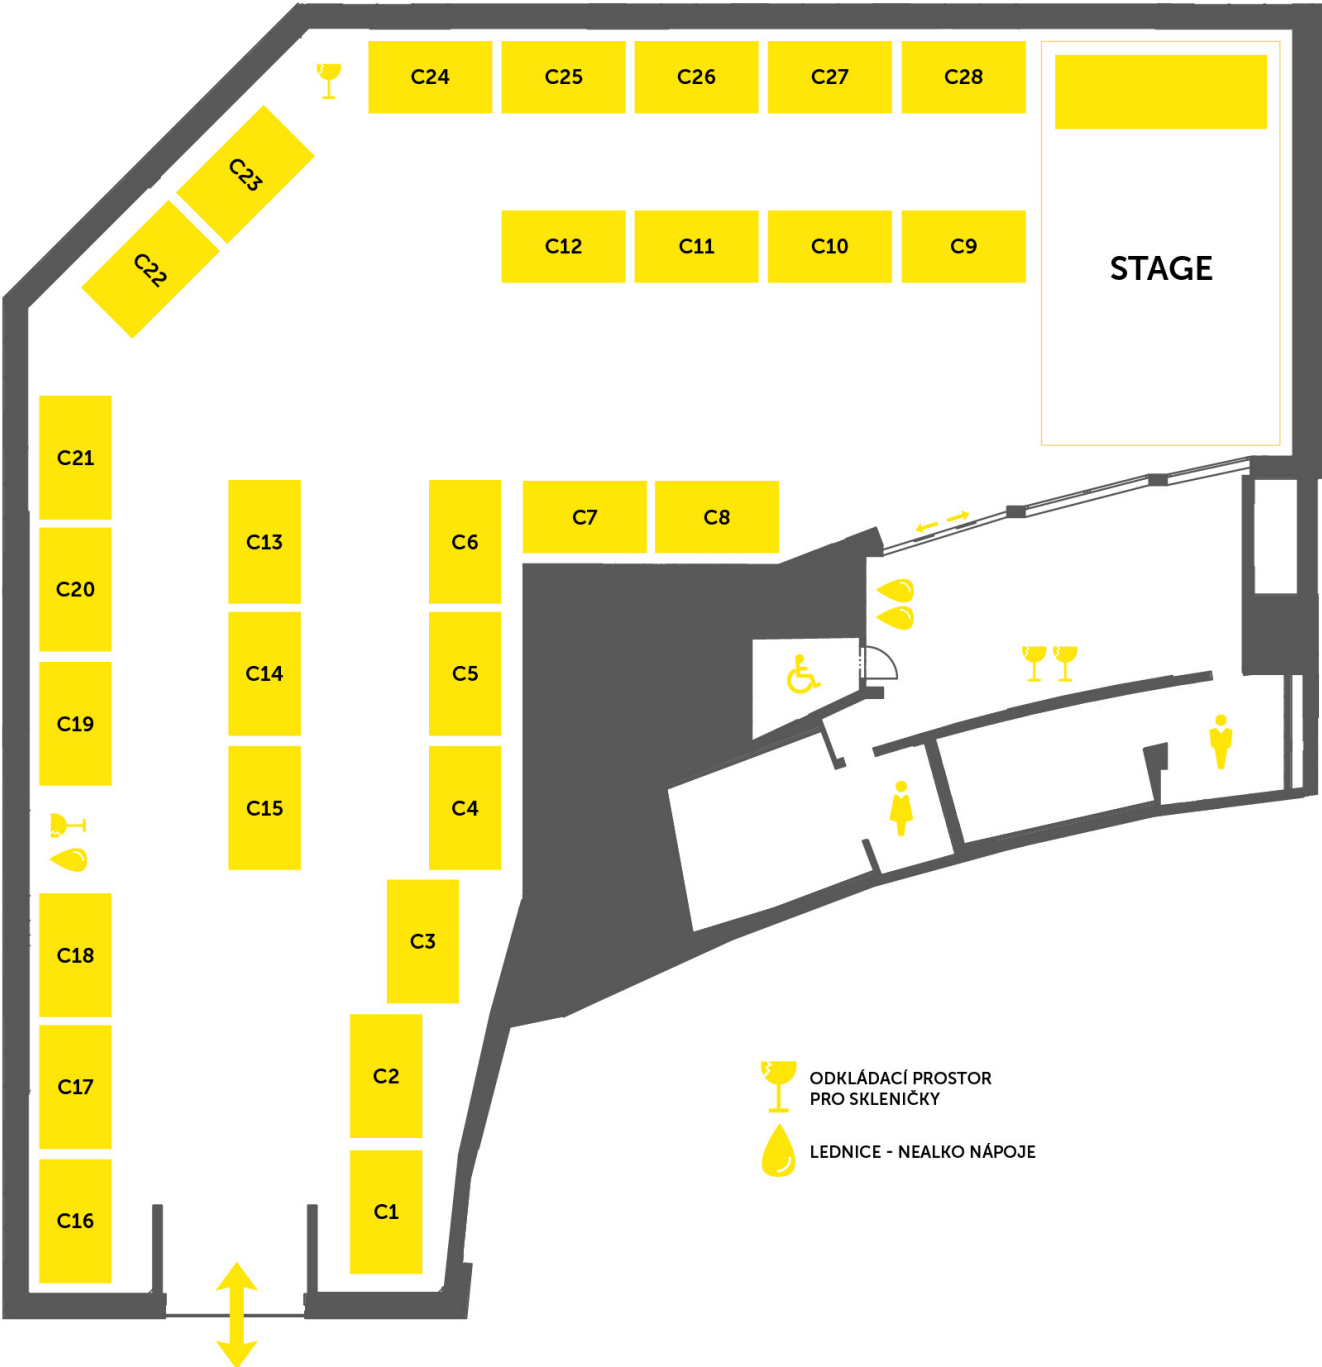 C24
C25
C26
C27
C28
C23
C22
C12
C11
C10
C9
STAGE
C21
C13
C6
C7
C8
C20
C14
C5
C19
C15
C4
C18
C3
C17
C2
C16
C1
ODKLÁDACÍ PROSTOR
PRO SKLENIČKY
LEDNICE - NEALKO NÁPOJE